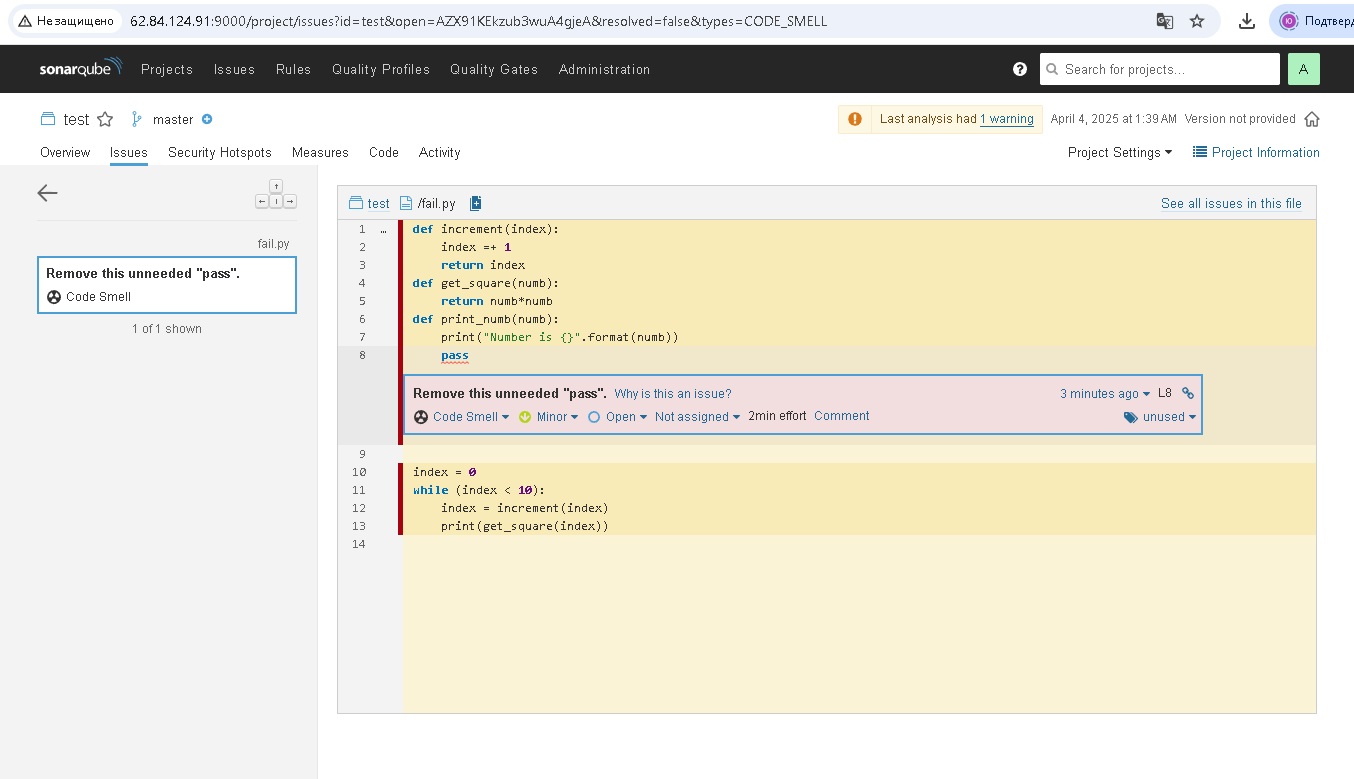 Не защищено 62.84.124.91:9000/project/issues?id=test&open=AZX91KEkzub3wuA4gjeA&resolved=false&types=CODE_SMELL Ю Подтверд
sonarqube Projects Issues Rules Quality Profiles Quality Gates Administration ? Search for projects... A
test master Last analysis had 1 warning April 4, 2025 at 1:39 AM Version not provided
Overview Issues Security Hotspots Measures Code Activity Project Settings Project Information
fail.py
Remove this unneeded "pass".
Code Smell
1 of 1 shown
test /fail.py See all issues in this file
1 … def increment(index):
2 index =+ 1
3 return index
4 def get_square(numb):
5 return numb*numb
6 def print_numb(numb):
7 print("Number is {}".format(numb))
8 pass
Remove this unneeded "pass". Why is this an issue? 3 minutes ago L8
Code Smell Minor Open Not assigned 2min effort Comment unused
9
10 index = 0
11 while (index < 10):
12 index = increment(index)
13 print(get_square(index))
14